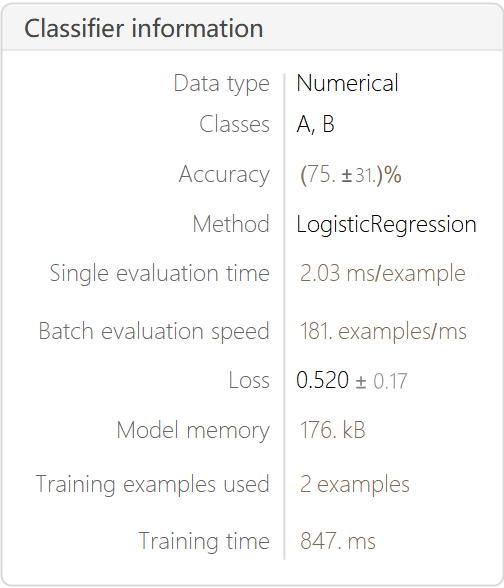 Classifier information
Data type Numerical
Classes A, B
Accuracy (75. ±31.)%
Method LogisticRegression
Single evaluation time 2.03 ms/example
Batch evaluation speed 181. examples/ms
Loss 0.520 ± 0.17
Model memory 176. kB
Training examples used 2 examples
Training time 847. ms